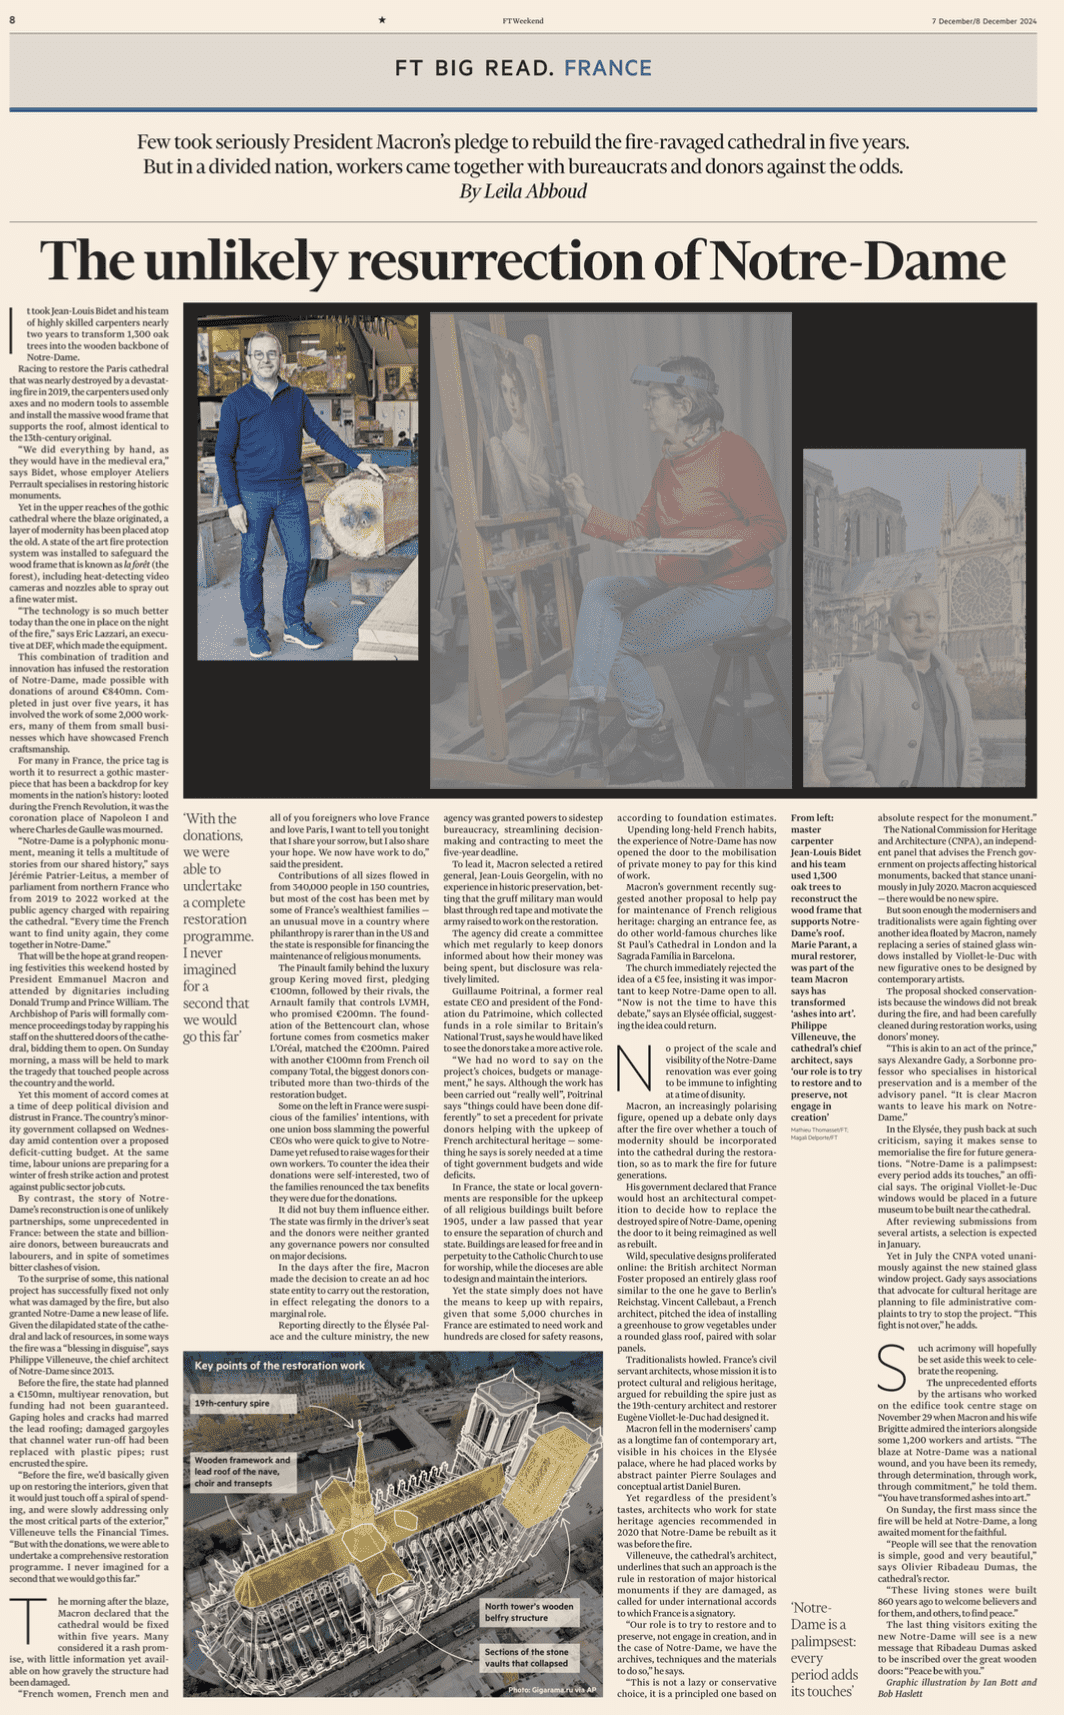 8
★
FTWeekend
7 December/8 December 2024
FT BIG READ. FRANCE
Few took seriously President Macron's pledge to rebuild the fire-ravaged cathedral in five years.
But in a divided nation, workers came together with bureaucrats and donors against the odds.
By Leila Abboud
The unlikely resurrection of Notre-Dame
It took Jean-Louis Bidet and his team
of highly skilled carpenters nearly
two years to transform 1,300 oak
trees into the wooden backbone of
Notre-Dame.
Racing to restore the Paris cathedral
that was nearly destroyed by a devastat-
ing fire in 2019, the carpenters used only
axes and no modern tools to assemble
and install the massive wood frame that
supports the roof, almost identical to
the 13th-century original.
“We did everything by hand, as
they would have in the medieval era,”
says Bidet, whose employer Ateliers
Perrault specialises in restoring historic
monuments.
Yet in the upper reaches of the gothic
cathedral where the blaze originated, a
layer of modernity has been placed atop
the old. A state of the art fire protection
system was installed to safeguard the
wood frame that is known as la forêt (the
forest), including heat-detecting video
cameras and nozzles able to spray out
a fine water mist.
“The technology is so much better
today than the one in place on the night
of the fire,” says Eric Lazzari, an execu-
tive at DEF, which made the equipment.
This combination of tradition and
innovation has infused the restoration
of Notre-Dame, made possible with
donations of around €840mn. Com-
pleted in just over five years, it has
involved the work of some 2,000 work-
ers, many of them from small busi-
nesses which have showcased French
craftsmanship.
For many in France, the price tag is
worth it to resurrect a gothic master-
piece that has been a backdrop for key
moments in the nation's history: looted
during the French Revolution, it was the
coronation place of Napoleon I and
where Charles de Gaulle was mourned.
“Notre-Dame is a polyphonic monu-
ment, meaning it tells a multitude of
stories from our shared history,” says
Jérémie Patrier-Leitus, a member of
parliament from northern France who
from 2019 to 2022 worked at the
public agency charged with repairing
the cathedral. “Every time the French
want to find unity again, they come
together in Notre-Dame.”
That will be the hope at grand reopen-
ing festivities this weekend hosted by
President Emmanuel Macron and
attended by dignitaries including
Donald Trump and Prince William. The
Archbishop of Paris will formally com-
mence proceedings today by rapping his
staff on the shuttered doors of the cathe-
dral, bidding them to open. On Sunday
morning, a mass will be held to mark
the tragedy that touched people across
the country and the world.
Yet this moment of accord comes at
a time of deep political division and
distrust in France. The country's minor-
ity government collapsed on Wednes-
day amid contention over a proposed
deficit-cutting budget. At the same
time, labour unions are preparing for a
winter of fresh strike action and protest
against public sector job cuts.
By contrast, the story of Notre-
Dame's reconstruction is one of unlikely
partnerships, some unprecedented in
France: between the state and billion-
aire donors, between bureaucrats and
labourers, and in spite of sometimes
bitter clashes of vision.
To the surprise of some, this national
project has successfully fixed not only
what was damaged by the fire, but also
granted Notre-Dame a new lease of life.
Given the dilapidated state of the cathe-
dral and lack of resources, in some ways
the fire was a “blessing in disguise”, says
Philippe Villeneuve, the chief architect
of Notre-Dame since 2013.
Before the fire, the state had planned
a €150mn, multiyear renovation, but
funding had not been guaranteed.
Gaping holes and cracks had marred
the lead roofing; damaged gargoyles
that channel water run-off had been
replaced with plastic pipes; rust
encrusted the spire.
“Before the fire, we'd basically given
up on restoring the interiors, given that
it would just touch off a spiral of spend-
ing, and were slowly addressing only
the most critical parts of the exterior,”
Villeneuve tells the Financial Times.
“But with the donations, we were able to
undertake a comprehensive restoration
programme. I never imagined for a
second that we would go this far.”
The morning after the blaze,
Macron declared that the
cathedral would be fixed
within five years. Many
considered it a rash prom-
ise, with little information yet avail-
able on how gravely the structure had
been damaged.
“French women, French men and
‘With the
donations,
we were
able to
undertake
a complete
restoration
programme.
I never
imagined
for a
second that
we would
go this far’
all of you foreigners who love France
and love Paris, I want to tell you tonight
that I share your sorrow, but I also share
your hope. We now have work to do,”
said the president.
Contributions of all sizes flowed in
from 340,000 people in 150 countries,
but most of the cost has been met by
some of France's wealthiest families —
an unusual move in a country where
philanthropy is rarer than in the US and
the state is responsible for financing the
maintenance of religious monuments.
The Pinault family behind the luxury
group Kering moved first, pledging
€100mn, followed by their rivals, the
Arnault family that controls LVMH,
who promised €200mn. The found-
ation of the Bettencourt clan, whose
fortune comes from cosmetics maker
L'Oréal, matched the €200mn. Paired
with another €100mn from French oil
company Total, the biggest donors con-
tributed more than two-thirds of the
restoration budget.
Some on the left in France were suspi-
cious of the families' intentions, with
one union boss slamming the powerful
CEOs who were quick to give to Notre-
Dame yet refused to raise wages for their
own workers. To counter the idea their
donations were self-interested, two of
the families renounced the tax benefits
they were due for the donations.
It did not buy them influence either.
The state was firmly in the driver's seat
and the donors were neither granted
any governance powers nor consulted
on major decisions.
In the days after the fire, Macron
made the decision to create an ad hoc
state entity to carry out the restoration,
in effect relegating the donors to a
marginal role.
Reporting directly to the Élysée Pal-
ace and the culture ministry, the new
agency was granted powers to sidestep
bureaucracy, streamlining decision-
making and contracting to meet the
five-year deadline.
To lead it, Macron selected a retired
general, Jean-Louis Georgelin, with no
experience in historic preservation, bet-
ting that the gruff military man would
blast through red tape and motivate the
army raised to work on the restoration.
The agency did create a committee
which met regularly to keep donors
informed about how their money was
being spent, but disclosure was rela-
tively limited.
Guillaume Poitrinal, a former real
estate CEO and president of the Fond-
ation du Patrimoine, which collected
funds in a role similar to Britain's
National Trust, says he would have liked
to see the donors take a more active role.
“We had no word to say on the
project's choices, budgets or manage-
ment,” he says. Although the work has
been carried out “really well”, Poitrinal
says “things could have been done dif-
ferently” to set a precedent for private
donors helping with the upkeep of
French architectural heritage — some-
thing he says is sorely needed at a time
of tight government budgets and wide
deficits.
In France, the state or local govern-
ments are responsible for the upkeep
of all religious buildings built before
1905, under a law passed that year
to ensure the separation of church and
state. Buildings are leased for free and in
perpetuity to the Catholic Church to use
for worship, while the dioceses are able
to design and maintain the interiors.
Yet the state simply does not have
the means to keep up with repairs,
given that some 5,000 churches in
France are estimated to need work and
hundreds are closed for safety reasons,
according to foundation estimates.
Upending long-held French habits,
the experience of Notre-Dame has now
opened the door to the mobilisation
of private money to pay for this kind
of work.
Macron's government recently sug-
gested another proposal to help pay
for maintenance of French religious
heritage: charging an entrance fee, as
do other world-famous churches like
St Paul's Cathedral in London and la
Sagrada Família in Barcelona.
The church immediately rejected the
idea of a €5 fee, insisting it was impor-
tant to keep Notre-Dame open to all.
“Now is not the time to have this
debate,” says an Elysée official, suggest-
ing the idea could return.
No project of the scale and
visibility of the Notre-Dame
renovation was ever going
to be immune to infighting
at a time of disunity.
Macron, an increasingly polarising
figure, opened up a debate only days
after the fire over whether a touch of
modernity should be incorporated
into the cathedral during the restora-
tion, so as to mark the fire for future
generations.
His government declared that France
would host an architectural compet-
ition to decide how to replace the
destroyed spire of Notre-Dame, opening
the door to it being reimagined as well
as rebuilt.
Wild, speculative designs proliferated
online: the British architect Norman
Foster proposed an entirely glass roof
similar to the one he gave to Berlin's
Reichstag. Vincent Callebaut, a French
architect, pitched the idea of installing
a greenhouse to grow vegetables under
a rounded glass roof, paired with solar
panels.
Traditionalists howled. France's civil
servant architects, whose mission it is to
protect cultural and religious heritage,
argued for rebuilding the spire just as
the 19th-century architect and restorer
Eugène Viollet-le-Duc had designed it.
Macron fell in the modernisers' camp
as a longtime fan of contemporary art,
visible in his choices in the Elysée
palace, where he had placed works by
abstract painter Pierre Soulages and
conceptual artist Daniel Buren.
Yet regardless of the president's
tastes, architects who work for state
heritage agencies recommended in
2020 that Notre-Dame be rebuilt as it
was before the fire.
Villeneuve, the cathedral's architect,
underlines that such an approach is the
rule in restoration of major historical
monuments if they are damaged, as
called for under international accords
to which France is a signatory.
“Our role is to try to restore and to
preserve, not engage in creation, and in
the case of Notre-Dame, we have the
archives, techniques and the materials
to do so,” he says.
“This is not a lazy or conservative
choice, it is a principled one based on
From left:
master
carpenter
Jean-Louis Bidet
and his team
used 1,300
oak trees to
reconstruct the
wood frame that
supports Notre-
Dame's roof.
Marie Parant, a
mural restorer,
was part of the
team Macron
says has
transformed
‘ashes into art’.
Philippe
Villeneuve, the
cathedral's chief
architect, says
‘our role is to try
to restore and to
preserve, not
engage in
creation’
Mathieu Thomasset/FT,
Magali Delporte/FT
‘Notre-
Dame is a
palimpsest:
every
period adds
its touches’
absolute respect for the monument.”
The National Commission for Heritage
and Architecture (CNPA), an independ-
ent panel that advises the French gov-
ernment on projects affecting historical
monuments, backed that stance unani-
mously in July 2020. Macron acquiesced
— there would be no new spire.
But soon enough the modernisers and
traditionalists were again fighting over
another idea floated by Macron, namely
replacing a series of stained glass win-
dows installed by Viollet-le-Duc with
new figurative ones to be designed by
contemporary artists.
The proposal shocked conservation-
ists because the windows did not break
during the fire, and had been carefully
cleaned during restoration works, using
donors' money.
“This is akin to an act of the prince,”
says Alexandre Gady, a Sorbonne pro-
fessor who specialises in historical
preservation and is a member of the
advisory panel. “It is clear Macron
wants to leave his mark on Notre-
Dame.”
In the Elysée, they push back at such
criticism, saying it makes sense to
memorialise the fire for future genera-
tions. “Notre-Dame is a palimpsest:
every period adds its touches,” an offi-
cial says. The original Viollet-le-Duc
windows would be placed in a future
museum to be built near the cathedral.
After reviewing submissions from
several artists, a selection is expected
in January.
Yet in July the CNPA voted unani-
mously against the new stained glass
window project. Gady says associations
that advocate for cultural heritage are
planning to file administrative com-
plaints to try to stop the project. “This
fight is not over,” he adds.
Such acrimony will hopefully
be set aside this week to cele-
brate the reopening.
The unprecedented efforts
by the artisans who worked
on the edifice took centre stage on
November 29 when Macron and his wife
Brigitte admired the interiors alongside
some 1,200 workers and artists. “The
blaze at Notre-Dame was a national
wound, and you have been its remedy,
through determination, through work,
through commitment,” he told them.
“You have transformed ashes into art.”
On Sunday, the first mass since the
fire will be held at Notre-Dame, a long
awaited moment for the faithful.
“People will see that the renovation
is simple, good and very beautiful,”
says Olivier Ribadeau Dumas, the
cathedral's rector.
“These living stones were built
860 years ago to welcome believers and
for them, and others, to find peace.”
The last thing visitors exiting the
new Notre-Dame will see is a new
message that Ribadeau Dumas asked
to be inscribed over the great wooden
doors: “Peace be with you.”
Graphic illustration by Ian Bott and
Bob Haslett
Key points of the restoration work
19th-century spire
Wooden framework and
lead roof of the nave,
choir and transepts
North tower's wooden
belfry structure
Sections of the stone
vaults that collapsed
Photo: Gigarama.ru via AP